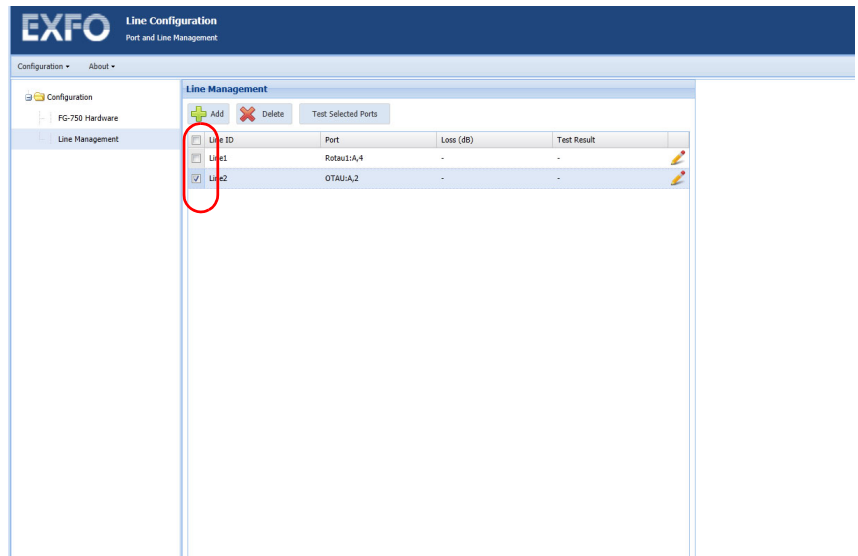 EXFO
Line Configuration
Port and Line Management
Configuration About
Configuration
FG-750 Hardware
Line Management
Line Management
Add Delete Test Selected Ports
Line ID Port Loss (dB) Test Result
Line1 Rotau1:A,4 - -
Line2 OTAU:A,2 - -